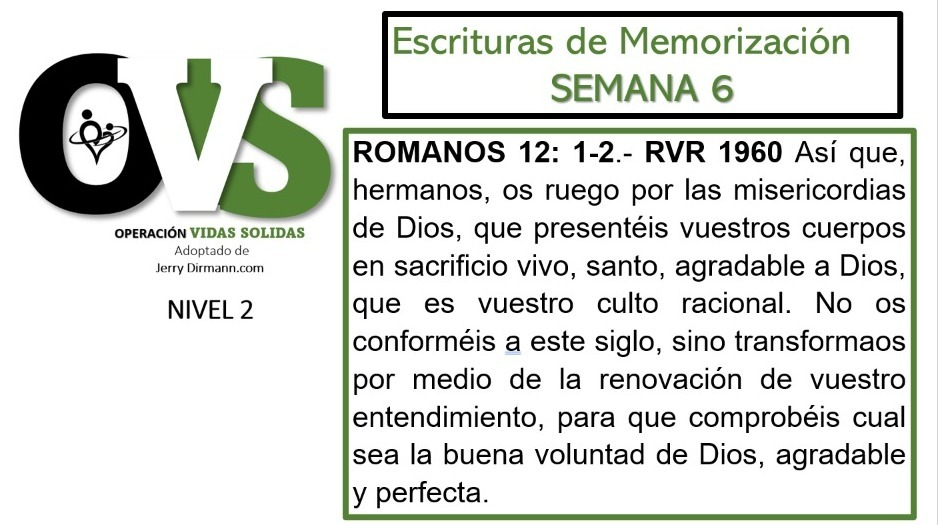 OVS
OPERACIÓN VIDAS SOLIDAS
Adoptado de
Jerry Dirmann.com
NIVEL 2
Escrituras de Memorización
SEMANA 6
ROMANOS 12: 1-2.- RVR 1960 Así que,
hermanos, os ruego por las misericordias
de Dios, que presentéis vuestros cuerpos
en sacrificio vivo, santo, agradable a Dios,
que es vuestro culto racional. No os
conforméis a este siglo, sino transformaos
por medio de la renovación de vuestro
entendimiento, para que comprobéis cual
sea la buena voluntad de Dios, agradable
y perfecta.